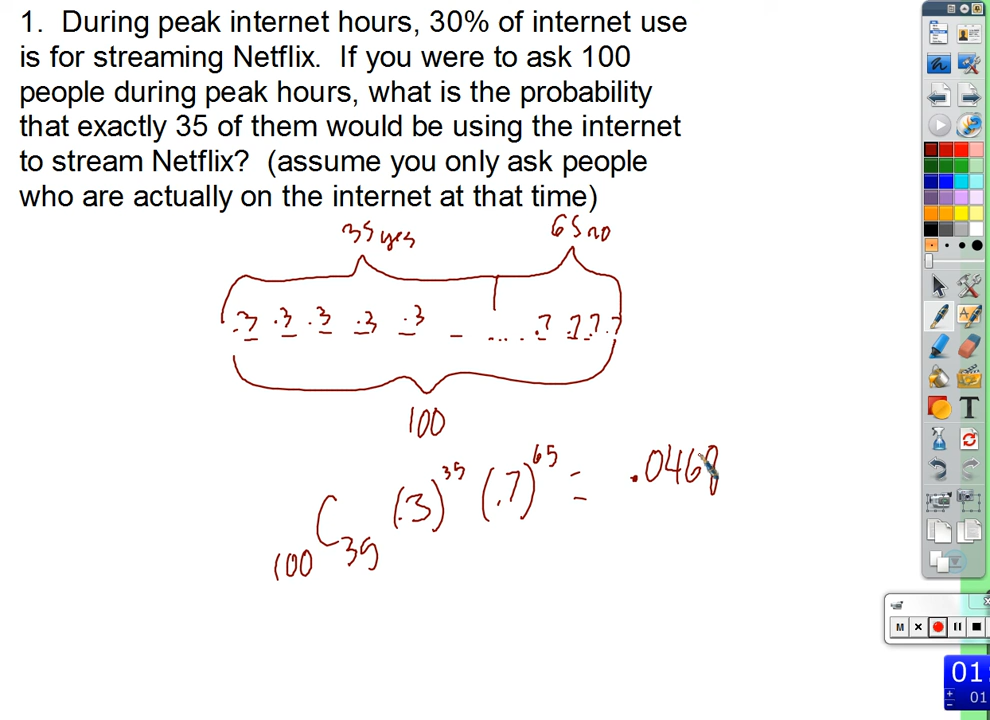 1. During peak internet hours, 30% of internet use
is for streaming Netflix. If you were to ask 100
people during peak hours, what is the probability
that exactly 35 of them would be using the internet
to stream Netflix? (assume you only ask people
who are actually on the internet at that time)
35 yes 65 no
.3 .3 .3 .3 .3 _ ... .7 .7 .7 .7
100
100 C 35 (.3)^35 (.7)^65 = .0468
M
01
01